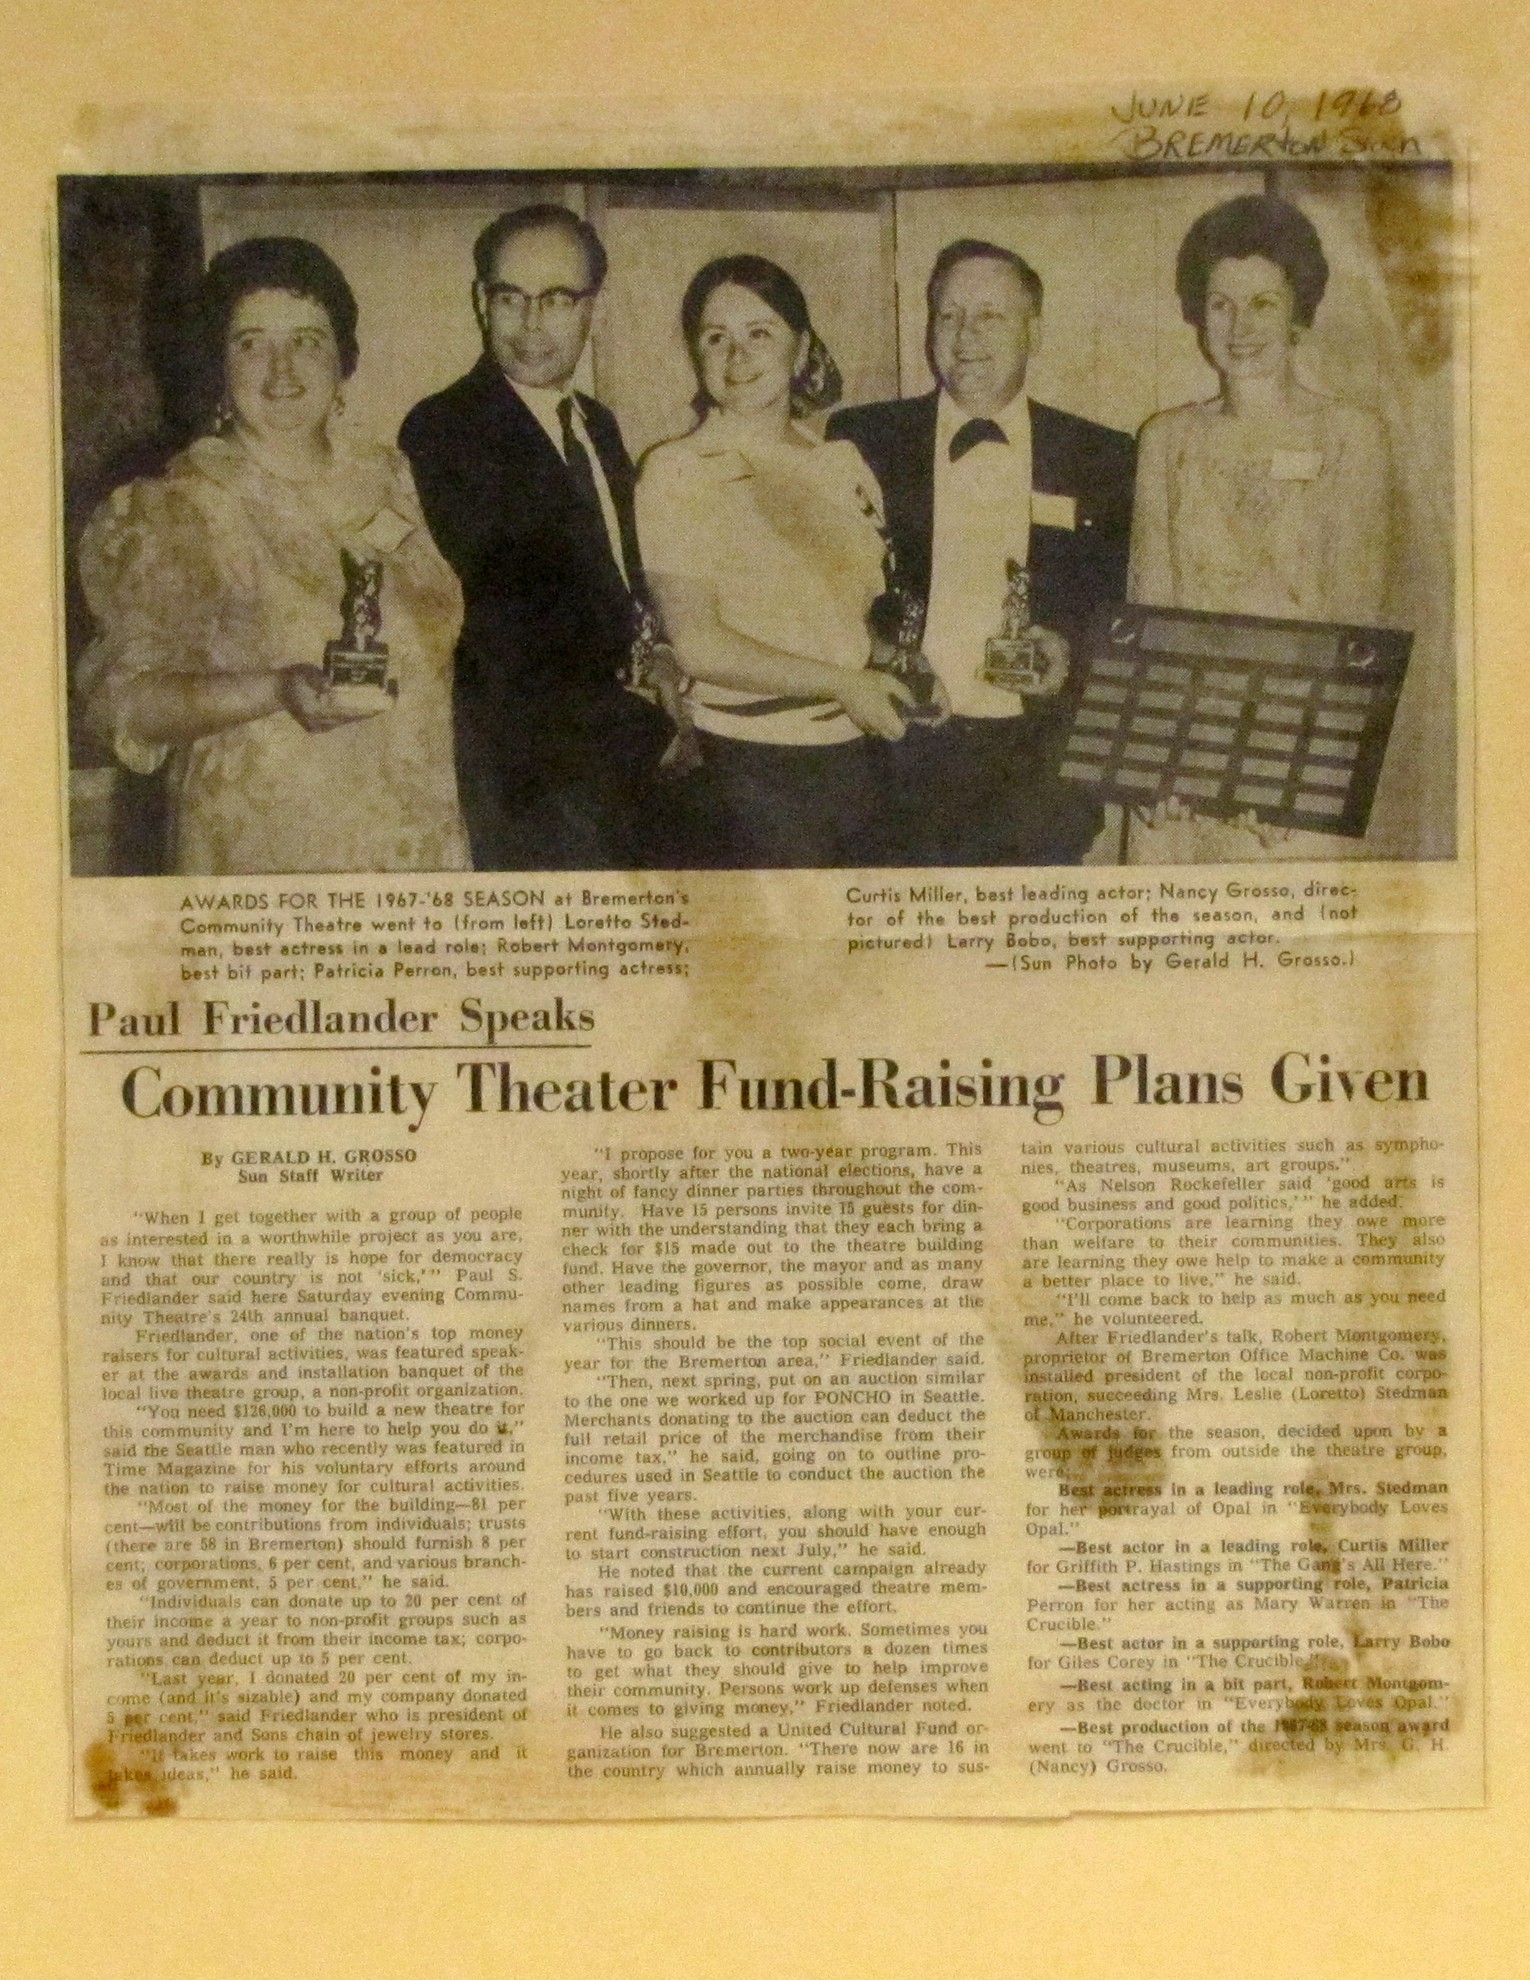 JUNE 10, 1968
BREMERTON Sun
AWARDS FOR THE 1967-'68 SEASON at Bremerton's
Community Theatre went to (from left) Loretto Sted-
man, best actress in a lead role; Robert Montgomery,
best bit part; Patricia Perron, best supporting actress;
Curtis Miller, best leading actor; Nancy Grosso, direc-
tor of the best production of the season, and (not
pictured) Larry Bobo, best supporting actor.
—(Sun Photo by Gerald H. Grosso.)
Paul Friedlander Speaks
Community Theater Fund-Raising Plans Given
By GERALD H. GROSSO
Sun Staff Writer
"When I get together with a group of people
as interested in a worthwhile project as you are,
I know that there really is hope for democracy
and that our country is not 'sick,'" Paul S.
Friedlander said here Saturday evening Commu-
nity Theatre's 24th annual banquet.
Friedlander, one of the nation's top money
raisers for cultural activities, was featured speak-
er at the awards and installation banquet of the
local live theatre group, a non-profit organization.
"You need $126,000 to build a new theatre for
this community and I'm here to help you do it,"
said the Seattle man who recently was featured in
Time Magazine for his voluntary efforts around
the nation to raise money for cultural activities.
"Most of the money for the building—81 per
cent—will be contributions from individuals; trusts
(there are 58 in Bremerton) should furnish 8 per
cent; corporations, 6 per cent, and various branch-
es of government, 5 per cent," he said.
"Individuals can donate up to 20 per cent of
their income a year to non-profit groups such as
yours and deduct it from their income tax; corpo-
rations can deduct up to 5 per cent.
"Last year, I donated 20 per cent of my in-
come (and it's sizable) and my company donated
5 per cent," said Friedlander who is president of
Friedlander and Sons chain of jewelry stores.
"It takes work to raise this money and it
takes ideas," he said.
"I propose for you a two-year program. This
year, shortly after the national elections, have a
night of fancy dinner parties throughout the com-
munity. Have 15 persons invite 15 guests for din-
ner with the understanding that they each bring a
check for $15 made out to the theatre building
fund. Have the governor, the mayor and as many
other leading figures as possible come, draw
names from a hat and make appearances at the
various dinners.
"This should be the top social event of the
year for the Bremerton area," Friedlander said.
"Then, next spring, put on an auction similar
to the one we worked up for PONCHO in Seattle.
Merchants donating to the auction can deduct the
full retail price of the merchandise from their
income tax," he said, going on to outline pro-
cedures used in Seattle to conduct the auction the
past five years.
"With these activities, along with your cur-
rent fund-raising effort, you should have enough
to start construction next July," he said.
He noted that the current campaign already
has raised $10,000 and encouraged theatre mem-
bers and friends to continue the effort.
"Money raising is hard work. Sometimes you
have to go back to contributors a dozen times
to get what they should give to help improve
their community. Persons work up defenses when
it comes to giving money," Friedlander noted.
He also suggested a United Cultural Fund or-
ganization for Bremerton. "There now are 16 in
the country which annually raise money to sus-
tain various cultural activities such as sympho-
nies, theatres, museums, art groups."
"As Nelson Rockefeller said 'good arts is
good business and good politics,'" he added.
"Corporations are learning they owe more
than welfare to their communities. They also
are learning they owe help to make a community
a better place to live," he said.
"I'll come back to help as much as you need
me," he volunteered.
After Friedlander's talk, Robert Montgomery,
proprietor of Bremerton Office Machine Co. was
installed president of the local non-profit corpo-
ration, succeeding Mrs. Leslie (Loretto) Stedman
of Manchester.
Awards for the season, decided upon by a
group of judges from outside the theatre group,
were:
Best actress in a leading role, Mrs. Stedman
for her portrayal of Opal in "Everybody Loves
Opal."
—Best actor in a leading role, Curtis Miller
for Griffith P. Hastings in "The Gang's All Here."
—Best actress in a supporting role, Patricia
Perron for her acting as Mary Warren in "The
Crucible."
—Best actor in a supporting role, Larry Bobo
for Giles Corey in "The Crucible."
—Best acting in a bit part, Robert Montgom-
ery as the doctor in "Everybody Loves Opal."
—Best production of the 1967-68 season award
went to "The Crucible," directed by Mrs. G. H.
(Nancy) Grosso.